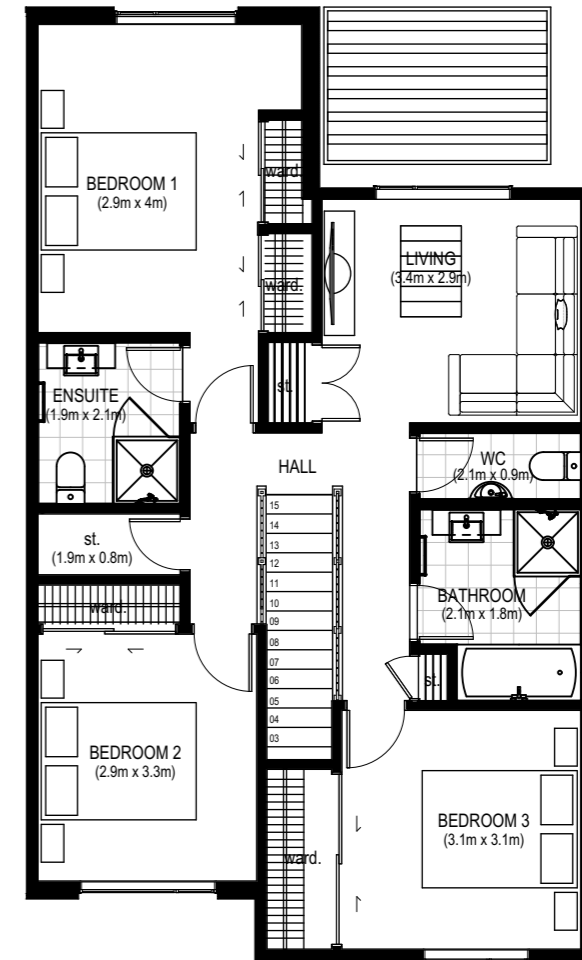 ward.
BEDROOM 1
(2.9m x 4m)
LIVING
(3.4m x 2.9m)
ward.
st.
ENSUITE
(1.9m x 2.1m)
HALL
WC
(2.1m x 0.9m)
15
14
13
12
11
10
09
08
07
06
05
04
03
st.
(1.9m x 0.8m)
BATHROOM
(2.1m x 1.8m)
ward.
st.
BEDROOM 2
(2.9m x 3.3m)
BEDROOM 3
(3.1m x 3.1m)
ward.